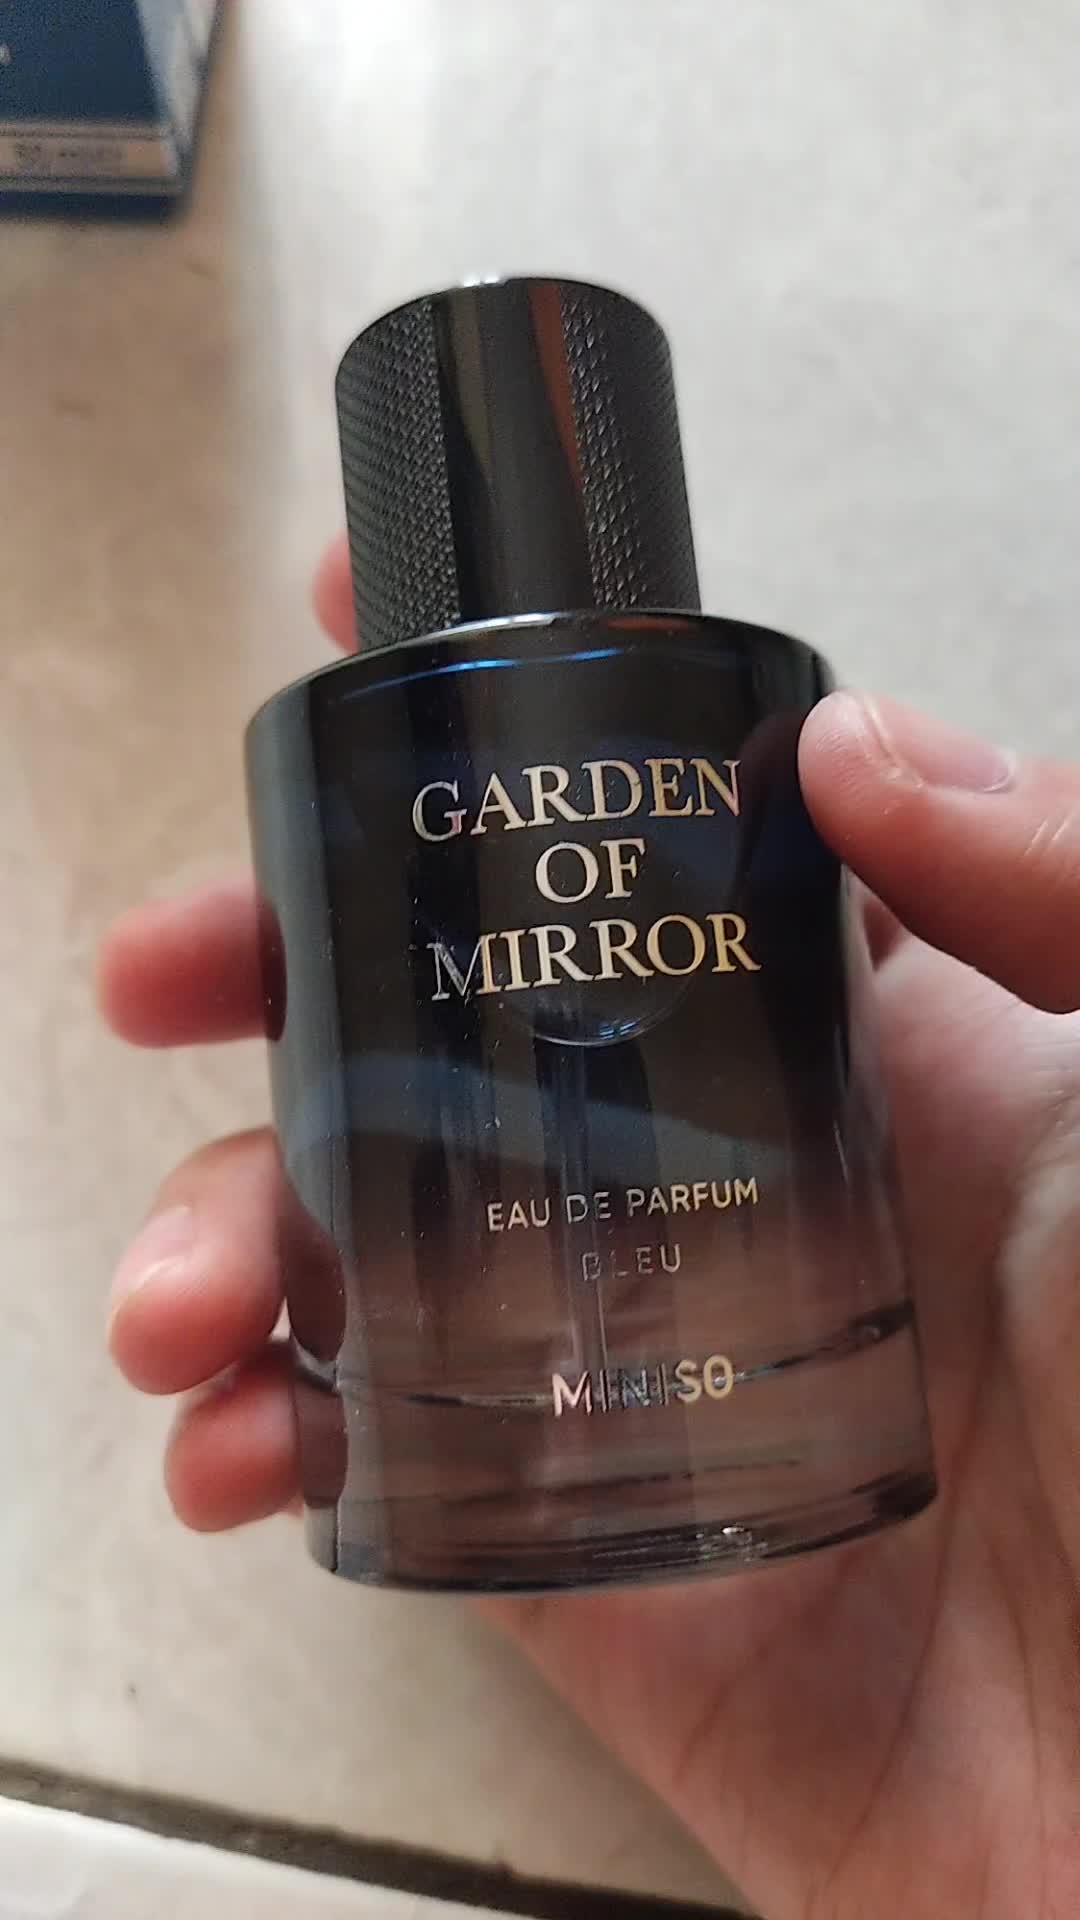 GARDEN
OF
MIRROR
EAU DE PARFUM
BLEU
MINISO